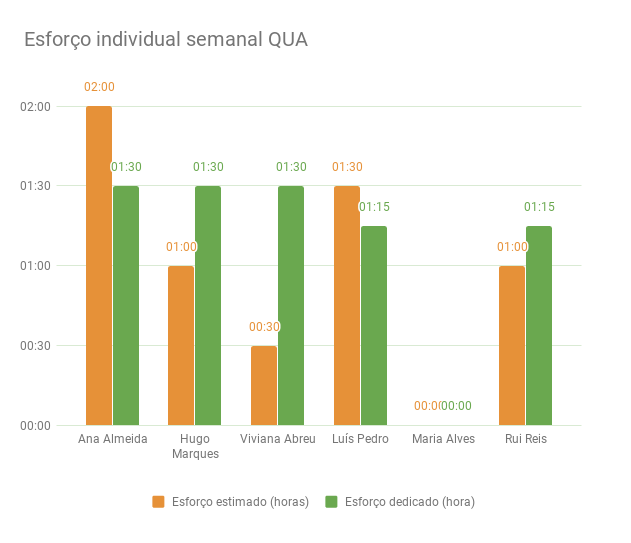 Esforço individual semanal QUA
02:00
02:00
01:30
01:30
01:30
01:30
01:30
01:15
01:15
01:00
01:00
01:00
00:30
00:30
00:00
00:00
00:00
Ana Almeida
Hugo
Marques
Viviana Abreu
Luís Pedro
Maria Alves
Rui Reis
Esforço estimado (horas)
Esforço dedicado (hora)